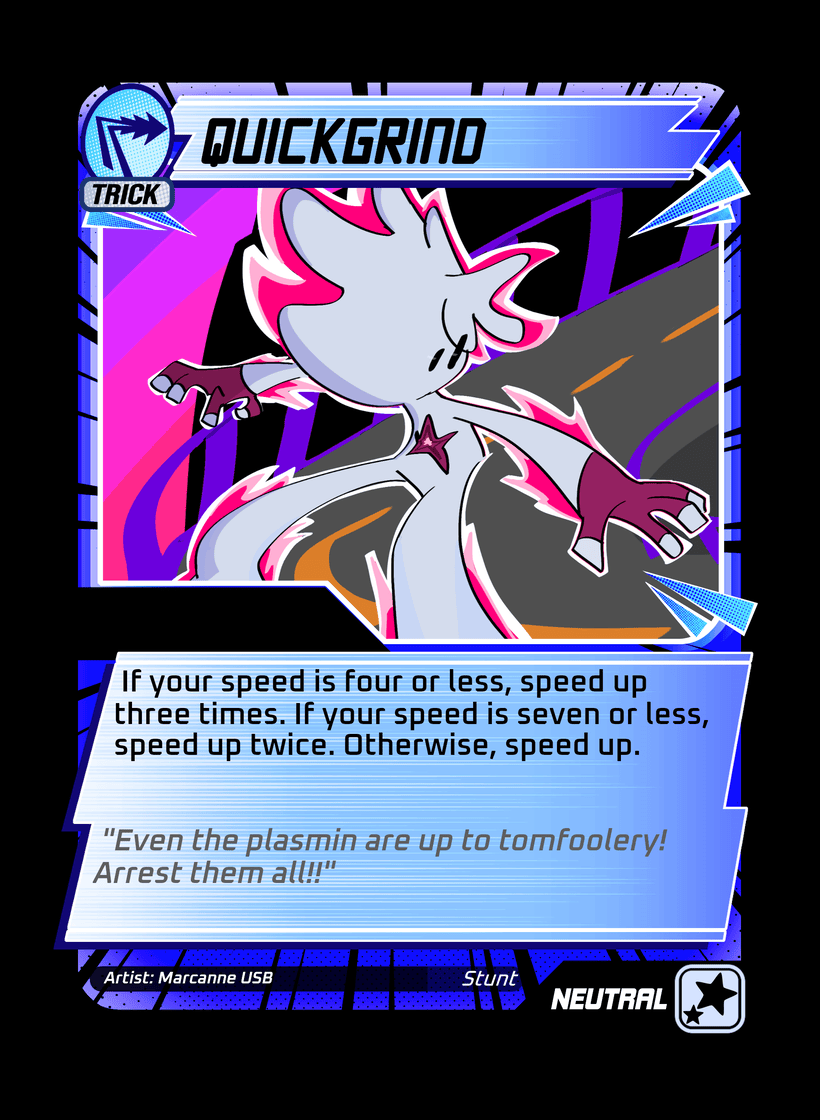 QUICKGRIND
TRICK
If your speed is four or less, speed up
three times. If your speed is seven or less,
speed up twice. Otherwise, speed up.
"Even the plasmin are up to tomfoolery!
Arrest them all!!"
Artist: Marcanne USB
Stunt
NEUTRAL